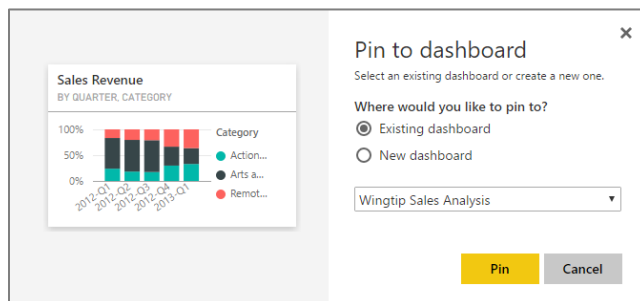 Sales Revenue
BY QUARTER, CATEGORY
100%
50%
0%
2012-Q1
2012-Q2
2012-Q3
2012-Q4
2013-Q1
Category
Action...
Arts a...
Remot...
Pin to dashboard
Select an existing dashboard or create a new one.
Where would you like to pin to?
Existing dashboard
New dashboard
Wingtip Sales Analysis
Pin
Cancel